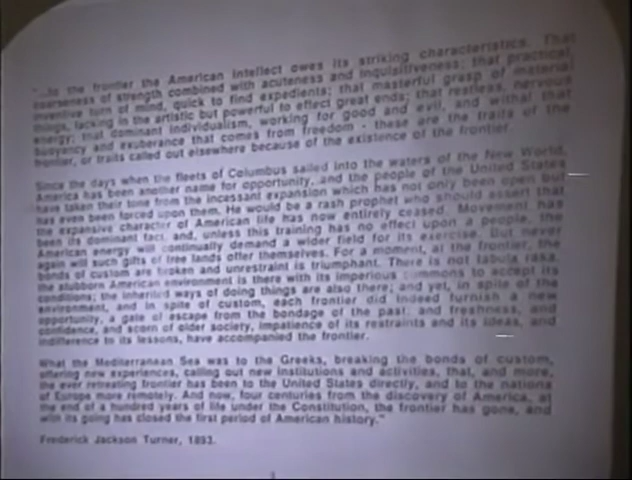 "...to the frontier the American intellect owes its striking characteristics. That
coarseness of strength combined with acuteness and inquisitiveness; that practical,
inventive turn of mind, quick to find expedients; that masterful grasp of material
things, lacking in the artistic but powerful to effect great ends; that restless, nervous
energy; that dominant individualism, working for good and evil, and withal that
buoyancy and exuberance that comes from freedom - these are the traits of the
frontier, or traits called out elsewhere because of the existence of the frontier.
Since the days when the fleets of Columbus sailed into the waters of the New World,
America has been another name for opportunity, and the people of the United States
have taken their tone from the incessant expansion which has not only been open but
has even been forced upon them. He would be a rash prophet who should assert that
the expansive character of American life has now entirely ceased. Movement has
been its dominant fact, and, unless this training has no effect upon a people, the
American energy will continually demand a wider field for its exercise. But never
again will such gifts of free lands offer themselves. For a moment, at the frontier, the
bonds of custom are broken and unrestraint is triumphant. There is not tabula rasa.
the stubborn American environment is there with its imperious summons to accept its
conditions; the inherited ways of doing things are also there; and yet, in spite of the
environment, and in spite of custom, each frontier did indeed furnish a new
opportunity, a gate of escape from the bondage of the past; and freshness, and
confidence, and scorn of older society, impatience of its restraints and its ideas, and
indifference to its lessons, have accompanied the frontier.
What the Mediterranean Sea was to the Greeks, breaking the bonds of custom,
offering new experiences, calling out new institutions and activities, that, and more,
the ever retreating frontier has been to the United States directly, and to the nations
of Europe more remotely. And now, four centuries from the discovery of America, at
the end of a hundred years of life under the Constitution, the frontier has gone, and
with its going has closed the first period of American history."
Frederick Jackson Turner, 1893.